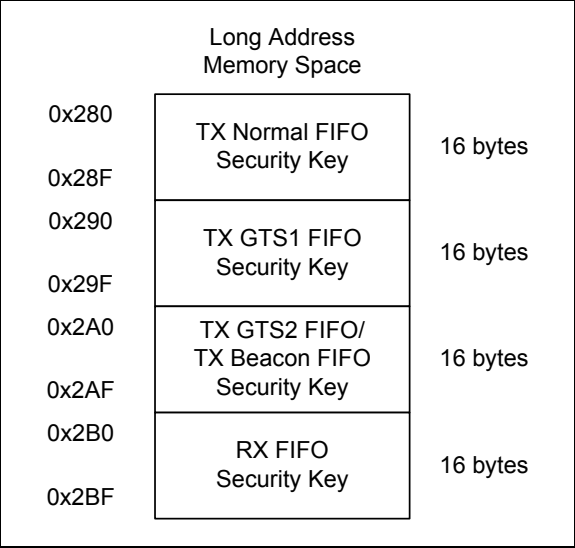 Long Address
Memory Space
0x280
TX Normal FIFO
Security Key
16 bytes
0x28F
0x290
TX GTS1 FIFO
Security Key
16 bytes
0x29F
0x2A0
TX GTS2 FIFO/
TX Beacon FIFO
Security Key
16 bytes
0x2AF
0x2B0
RX FIFO
Security Key
16 bytes
0x2BF